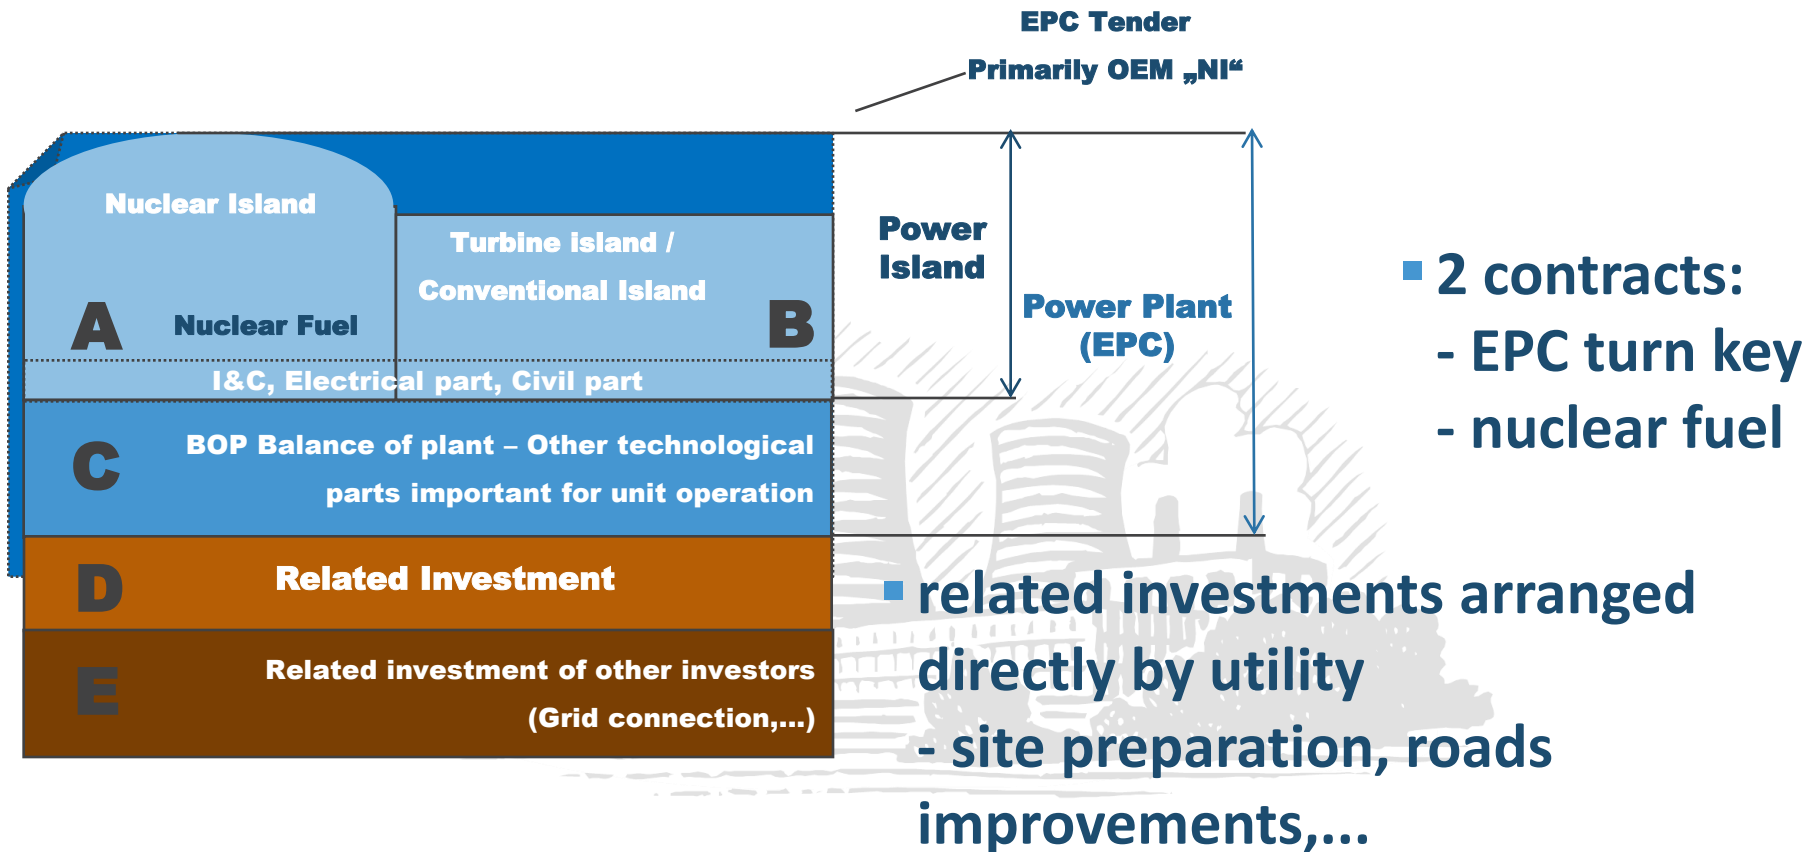 EPC Tender
Primarily OEM „NI“
Nuclear Island
Turbine island /
Conventional Island
A
Nuclear Fuel
B
I&C, Electrical part, Civil part
Power
Island
Power Plant
(EPC)
C
BOP Balance of plant – Other technological
parts important for unit operation
D
Related Investment
E
Related investment of other investors
(Grid connection,...)
2 contracts:
- EPC turn key
- nuclear fuel
related investments arranged
directly by utility
- site preparation, roads
improvements,...